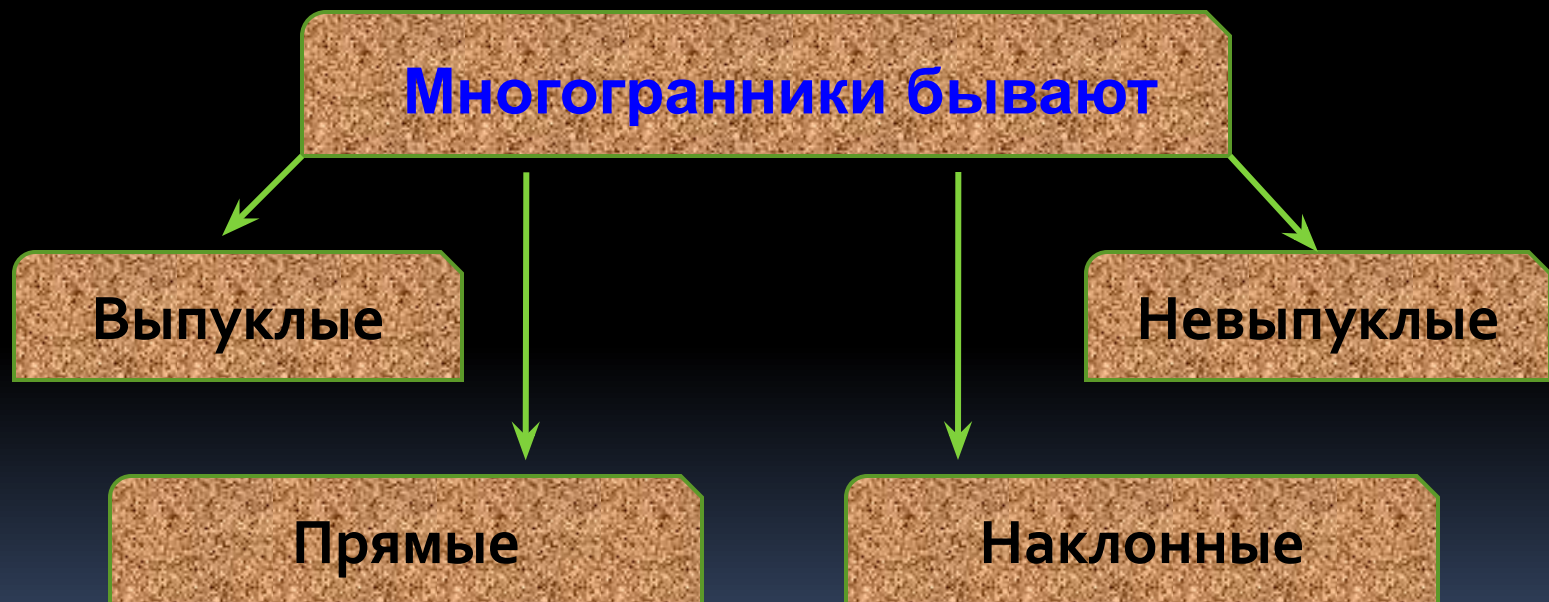 Многогранники бывают
Выпуклые
Невыпуклые
Прямые
Наклонные